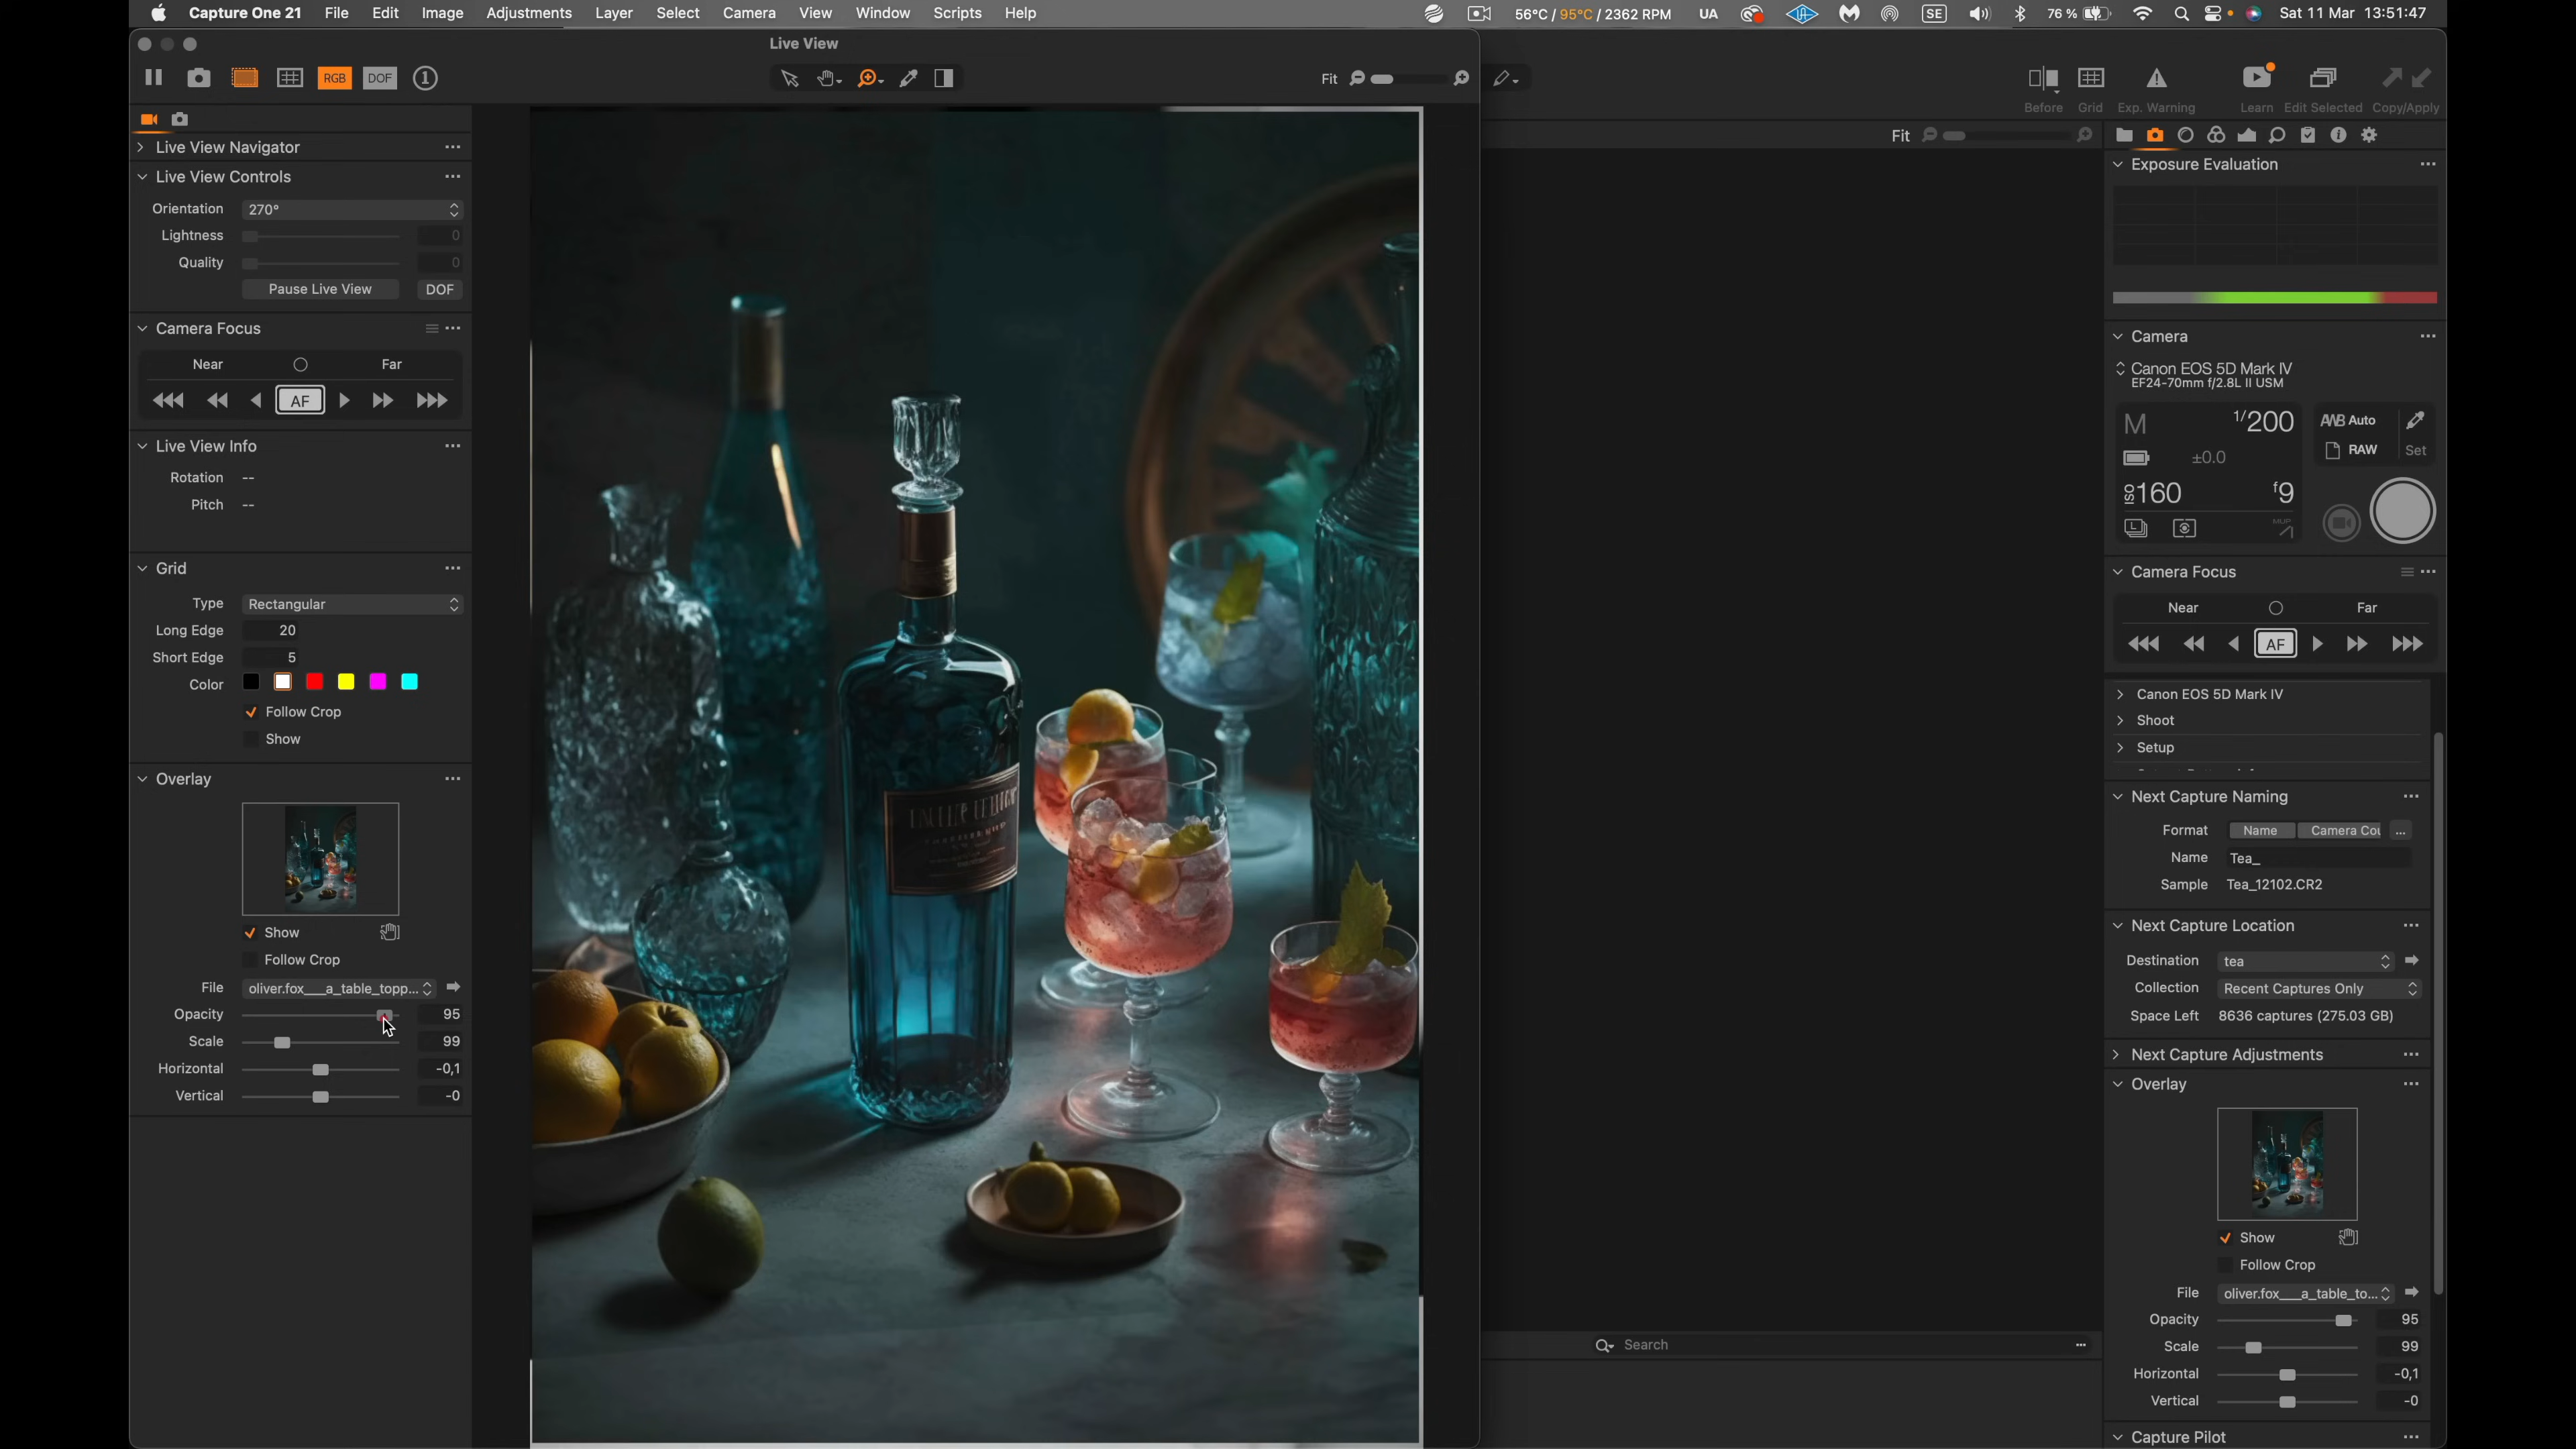 Capture One 21 File Edit Image Adjustments Layer Select Camera View Window Scripts Help
56°C / 95°C / 2362 RPM UA SE 76 % Sat 11 Mar 13:51:47
Live View
RGB DOF 1
Fit
Live View Navigator
Live View Controls
Orientation 270°
Lightness 0
Quality 0
Pause Live View DOF
Camera Focus
Near Far
AF
Live View Info
Rotation --
Pitch --
Grid
Type Rectangular
Long Edge 20
Short Edge 5
Color
Follow Crop
Show
Overlay
Show
Follow Crop
File oliver.fox___a_table_topp...
Opacity 95
Scale 99
Horizontal -0,1
Vertical -0
Search
Before Grid Exp. Warning Learn Edit Selected Copy/Apply
Fit
Exposure Evaluation
Camera
Canon EOS 5D Mark IV
EF24-70mm f/2.8L II USM
M 1/200 AWB Auto
±0.0 RAW Set
ISO 160 f9
MUP
Camera Focus
Near Far
AF
Canon EOS 5D Mark IV
Shoot
Setup
Next Capture Naming
Format Name Camera Cou ...
Name Tea_
Sample Tea_12102.CR2
Next Capture Location
Destination tea
Collection Recent Captures Only
Space Left 8636 captures (275.03 GB)
Next Capture Adjustments
Overlay
Show
Follow Crop
File oliver.fox___a_table_to...
Opacity 95
Scale 99
Horizontal -0,1
Vertical -0
Capture Pilot